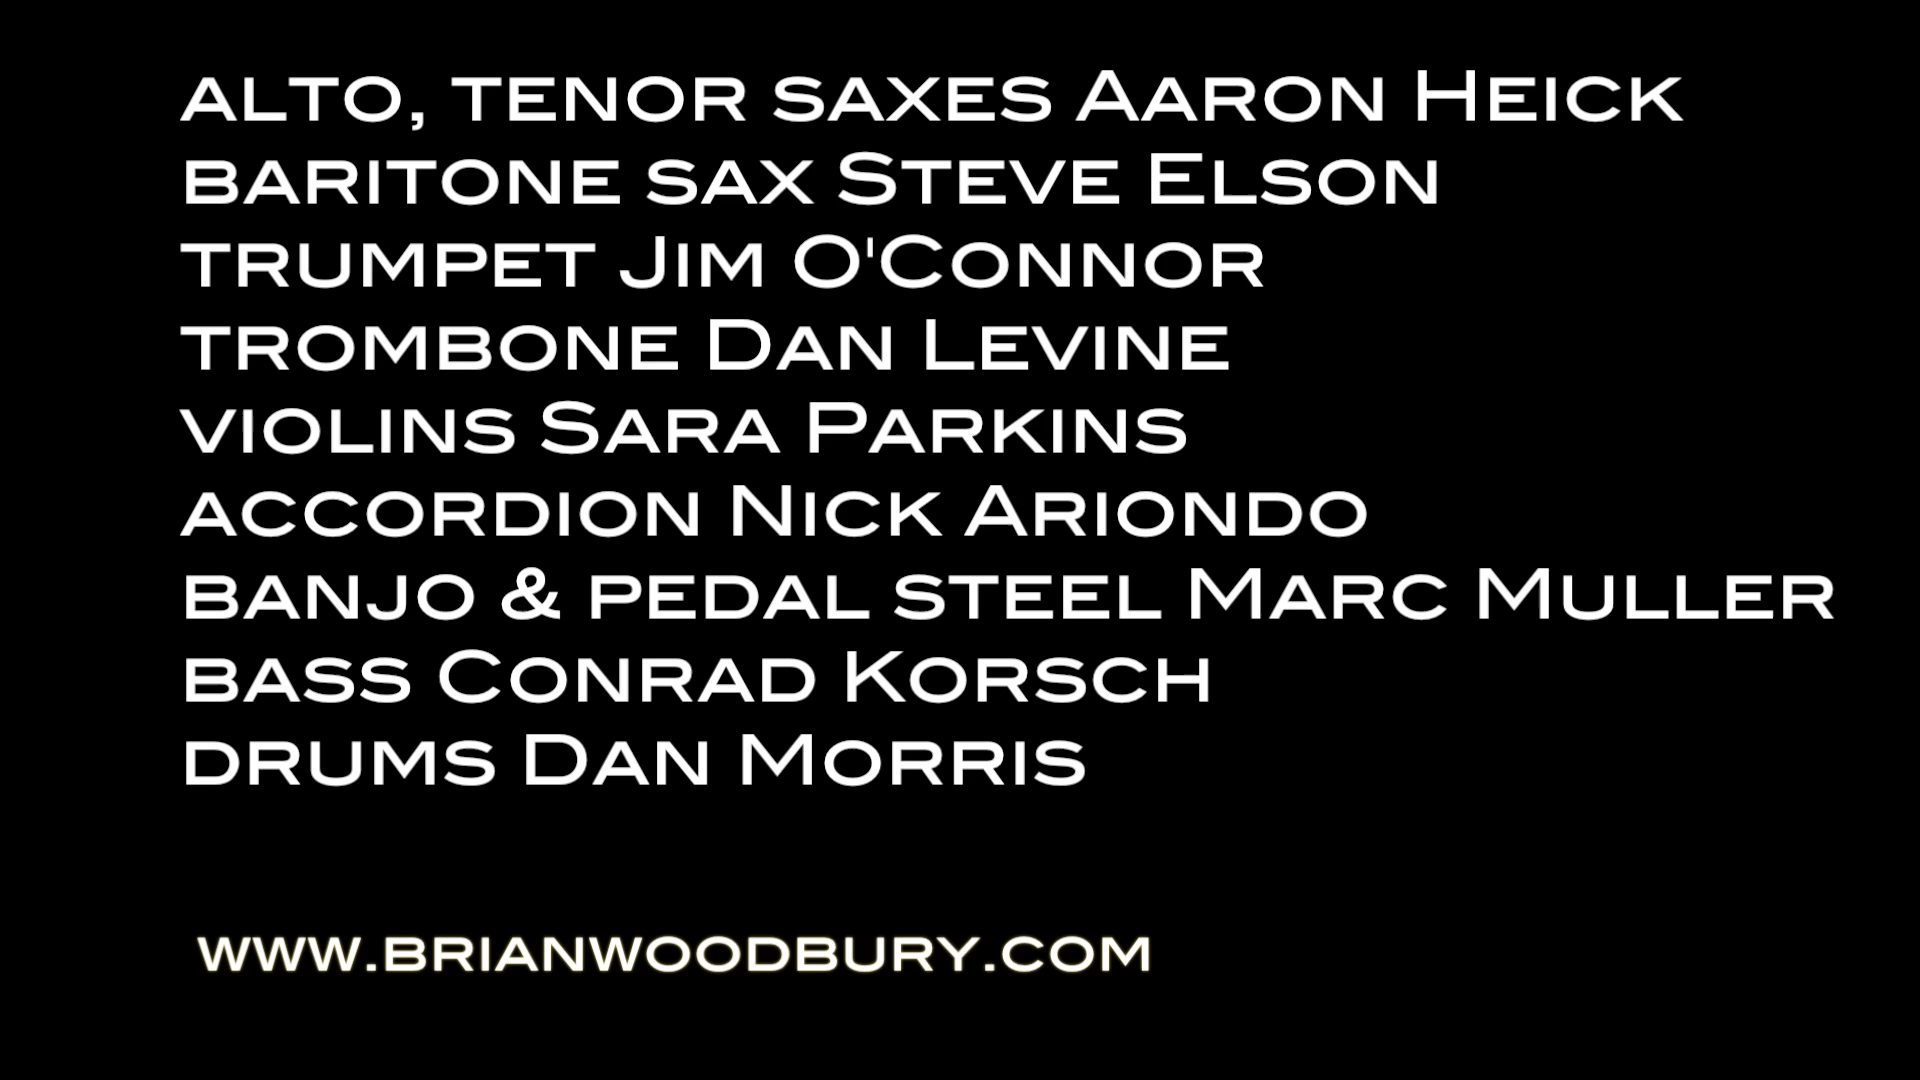 alto, tenor saxes Aaron Heick
baritone sax Steve Elson
trumpet Jim O'Connor
trombone Dan Levine
violins Sara Parkins
accordion Nick Ariondo
banjo & pedal steel Marc Muller
bass Conrad Korsch
drums Dan Morris
www.brianwoodbury.com